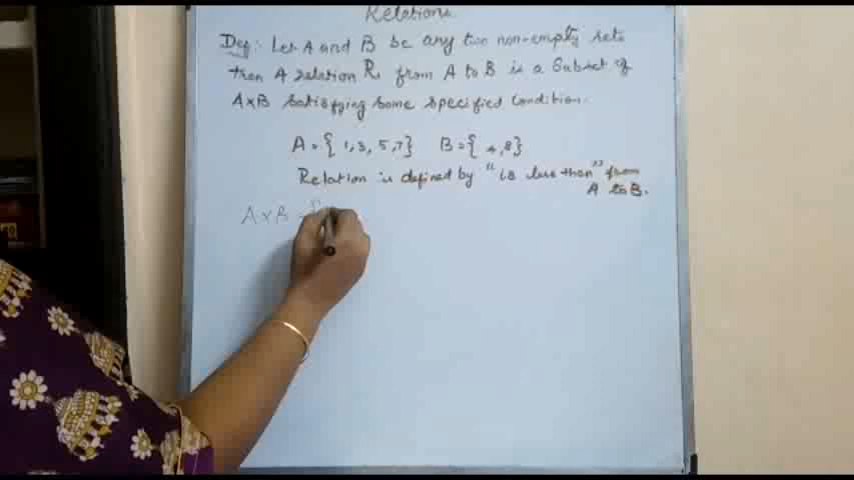 Relations
Def:- Let A and B be any two non-empty sets
then A relation R, from A to B is a Subset of
A×B satisfying some specified Condition.
A = { 1, 3, 5, 7} B = { 4, 8}
Relation is defined by "is less than" from
A to B.
A × B = {